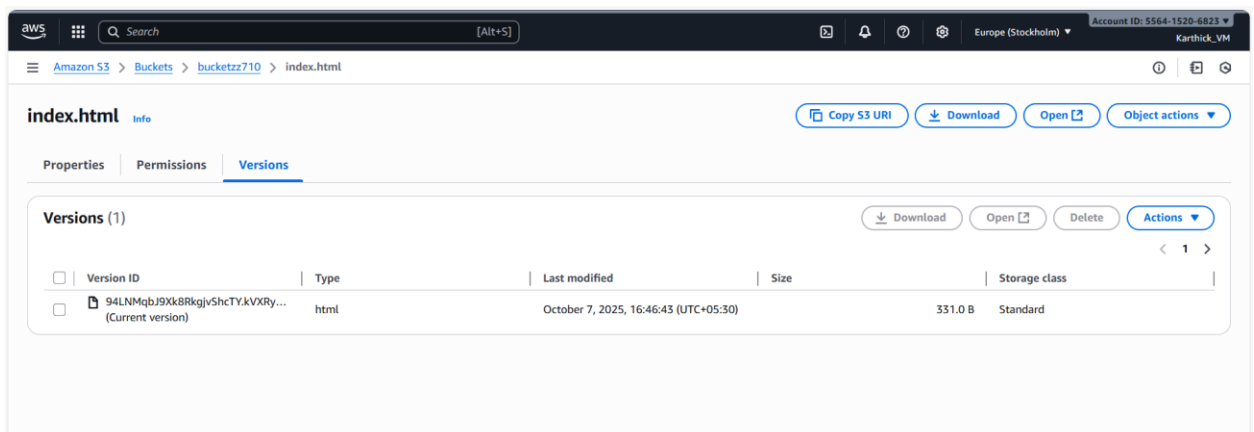 aws Search [Alt+S] Europe (Stockholm) Account ID: 5564-1520-6823
Karthick_VM
Amazon S3 > Buckets > bucketzz710 > index.html
index.html Info Copy S3 URI Download Open Object actions
Properties Permissions Versions
Versions (1) Download Open Delete Actions
< 1 >
Version ID Type Last modified Size Storage class
94LNMqbJ9Xk8RkgjvShcTY.kVXRy... html October 7, 2025, 16:46:43 (UTC+05:30) 331.0 B Standard
(Current version)